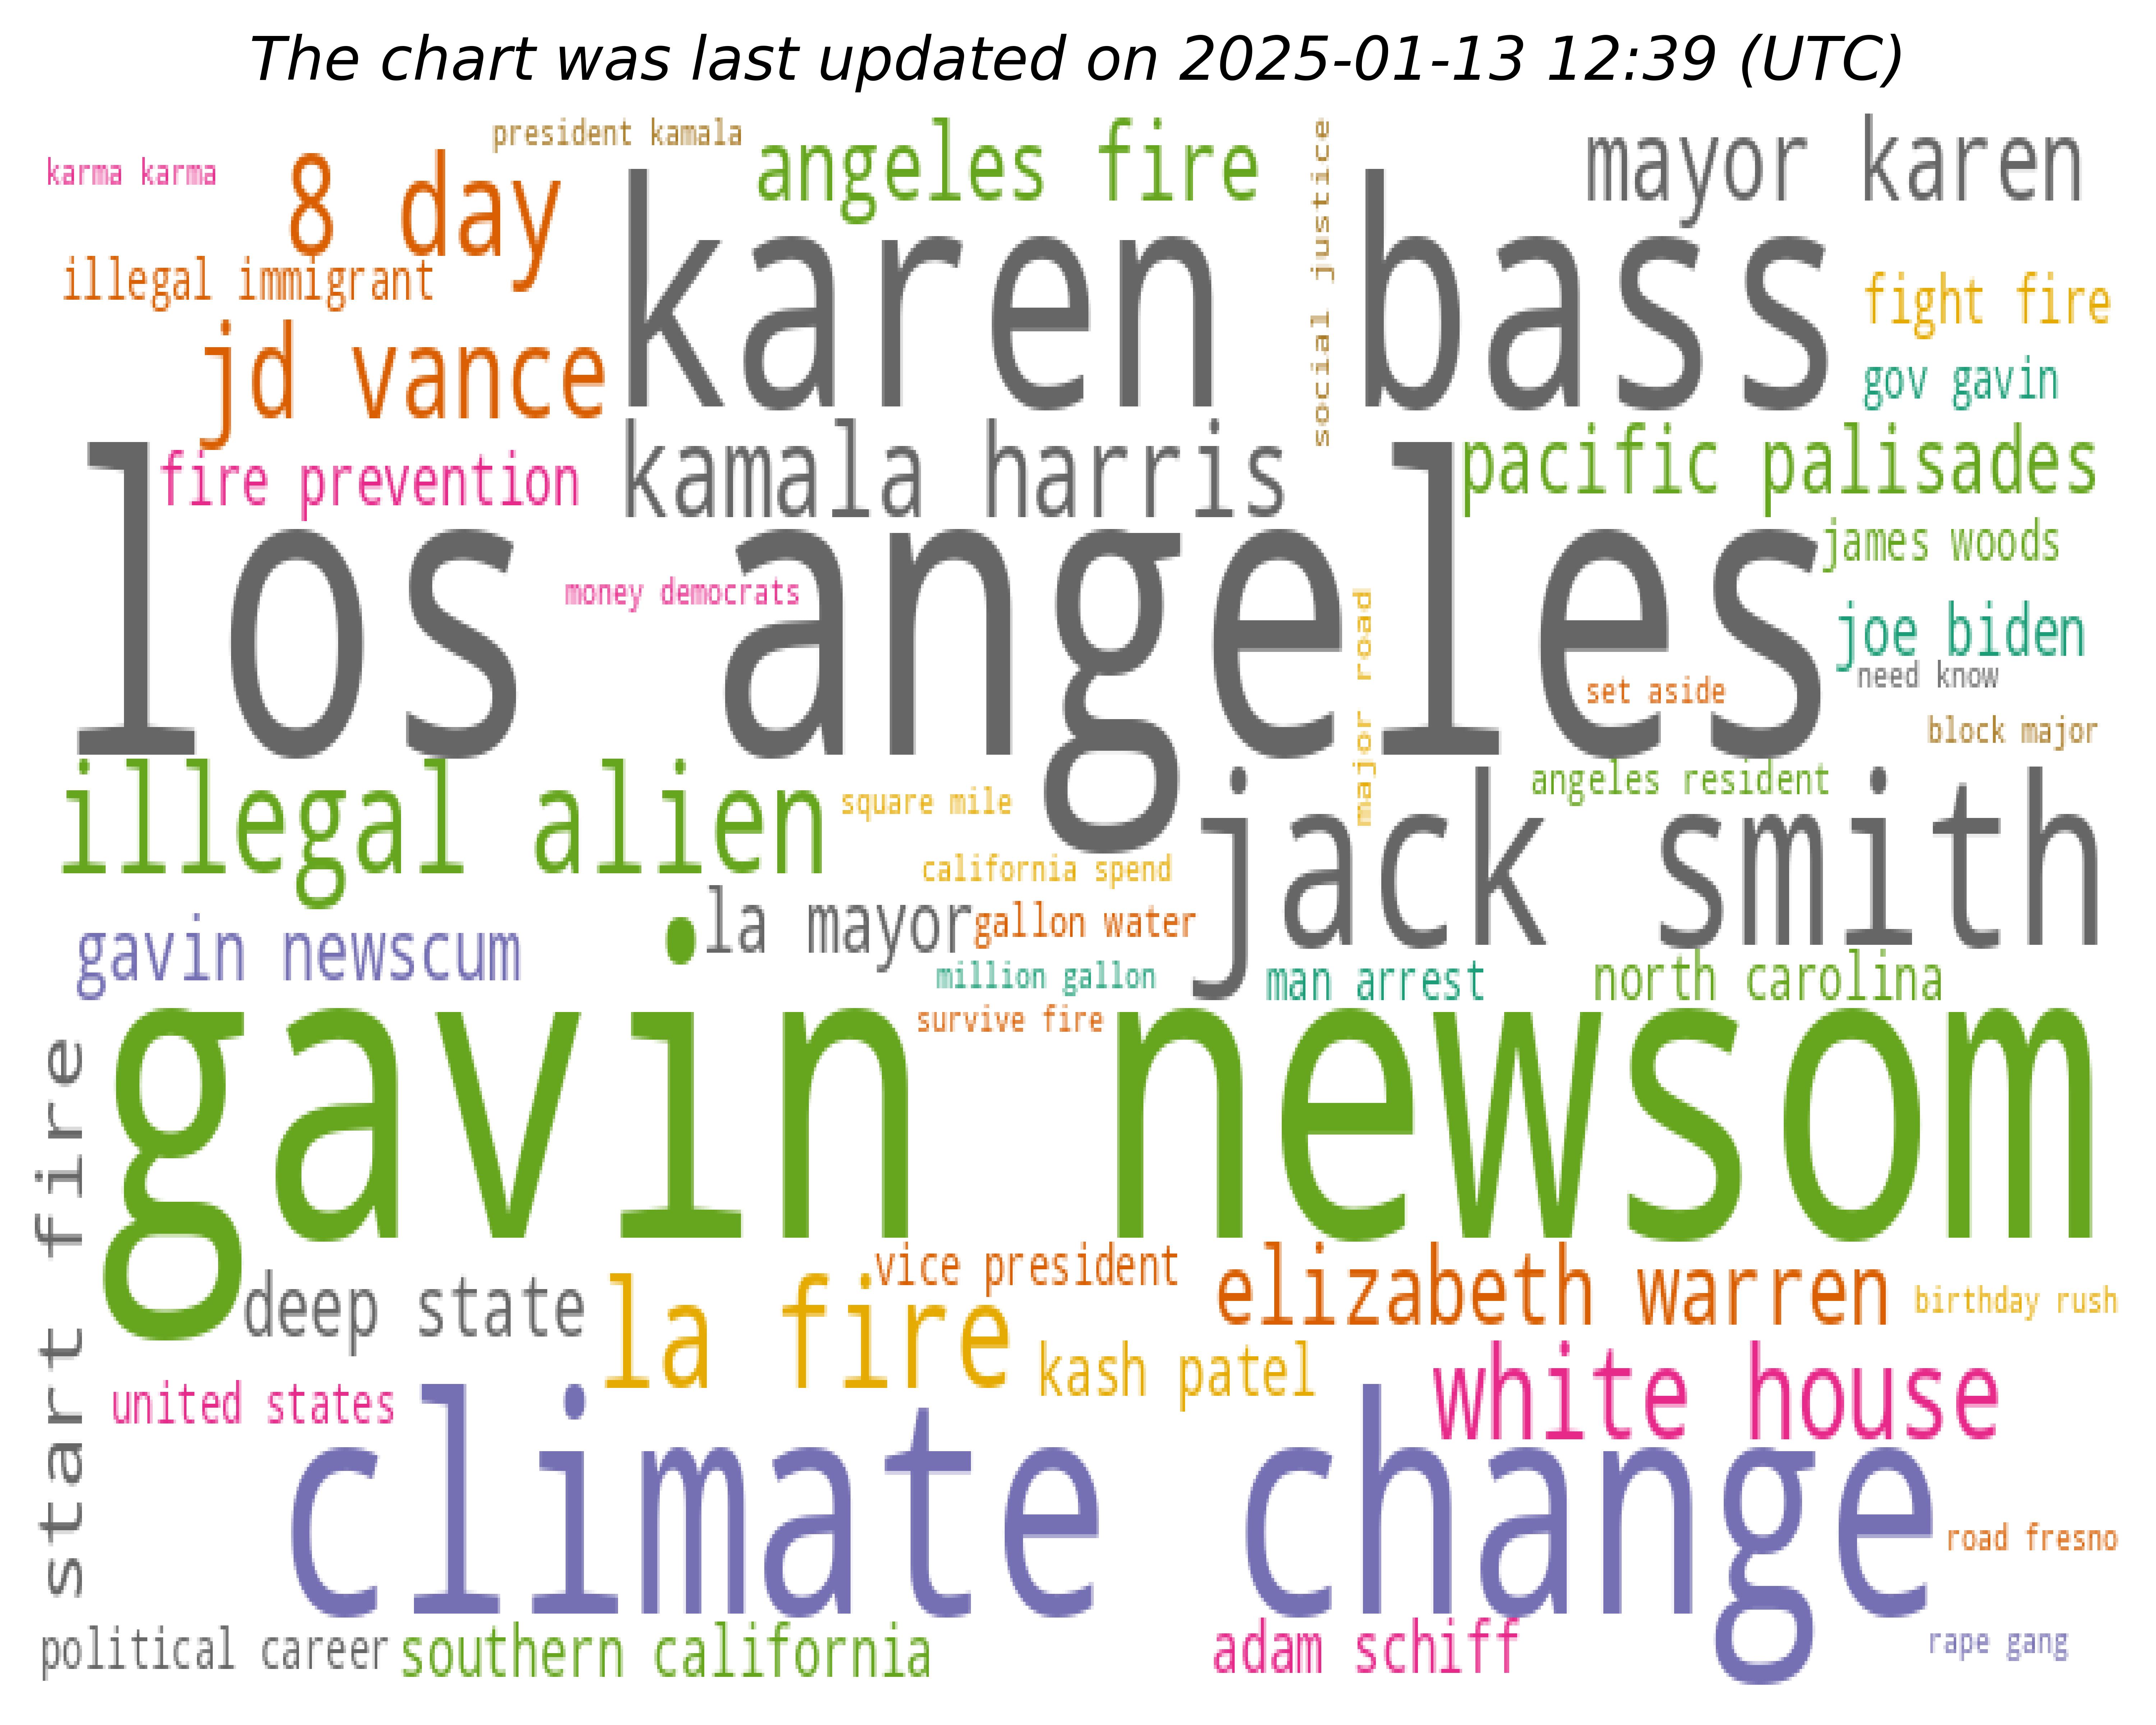 The chart was last updated on 2025-01-13 12:39 (UTC)
president kamala
karma karma
8 day
angeles fire
social justice
mayor karen
illegal immigrant
karen bass
fight fire
jd vance
gov gavin
fire prevention
kamala harris
pacific palisades
james woods
los angeles
money democrats
major road
joe biden
need know
set aside
block major
illegal alien
square mile
angeles resident
jack smith
california spend
la mayor
gallon water
gavin newscum
million gallon
man arrest
north carolina
survive fire
gavin newsom
start fire
vice president
deep state
la fire
elizabeth warren
birthday rush
kash patel
white house
united states
climate change
road fresno
political career
southern california
adam schiff
rape gang